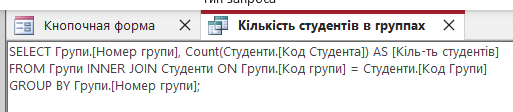 Тип запроса
Кнопочная форма
Кількість студентів в группах
SELECT Групи.[Номер групи], Count(Студенти.[Код Студента]) AS [Кіль-ть студентів]
FROM Групи INNER JOIN Студенти ON Групи.[Код групи] = Студенти.[Код Групи]
GROUP BY Групи.[Номер групи];